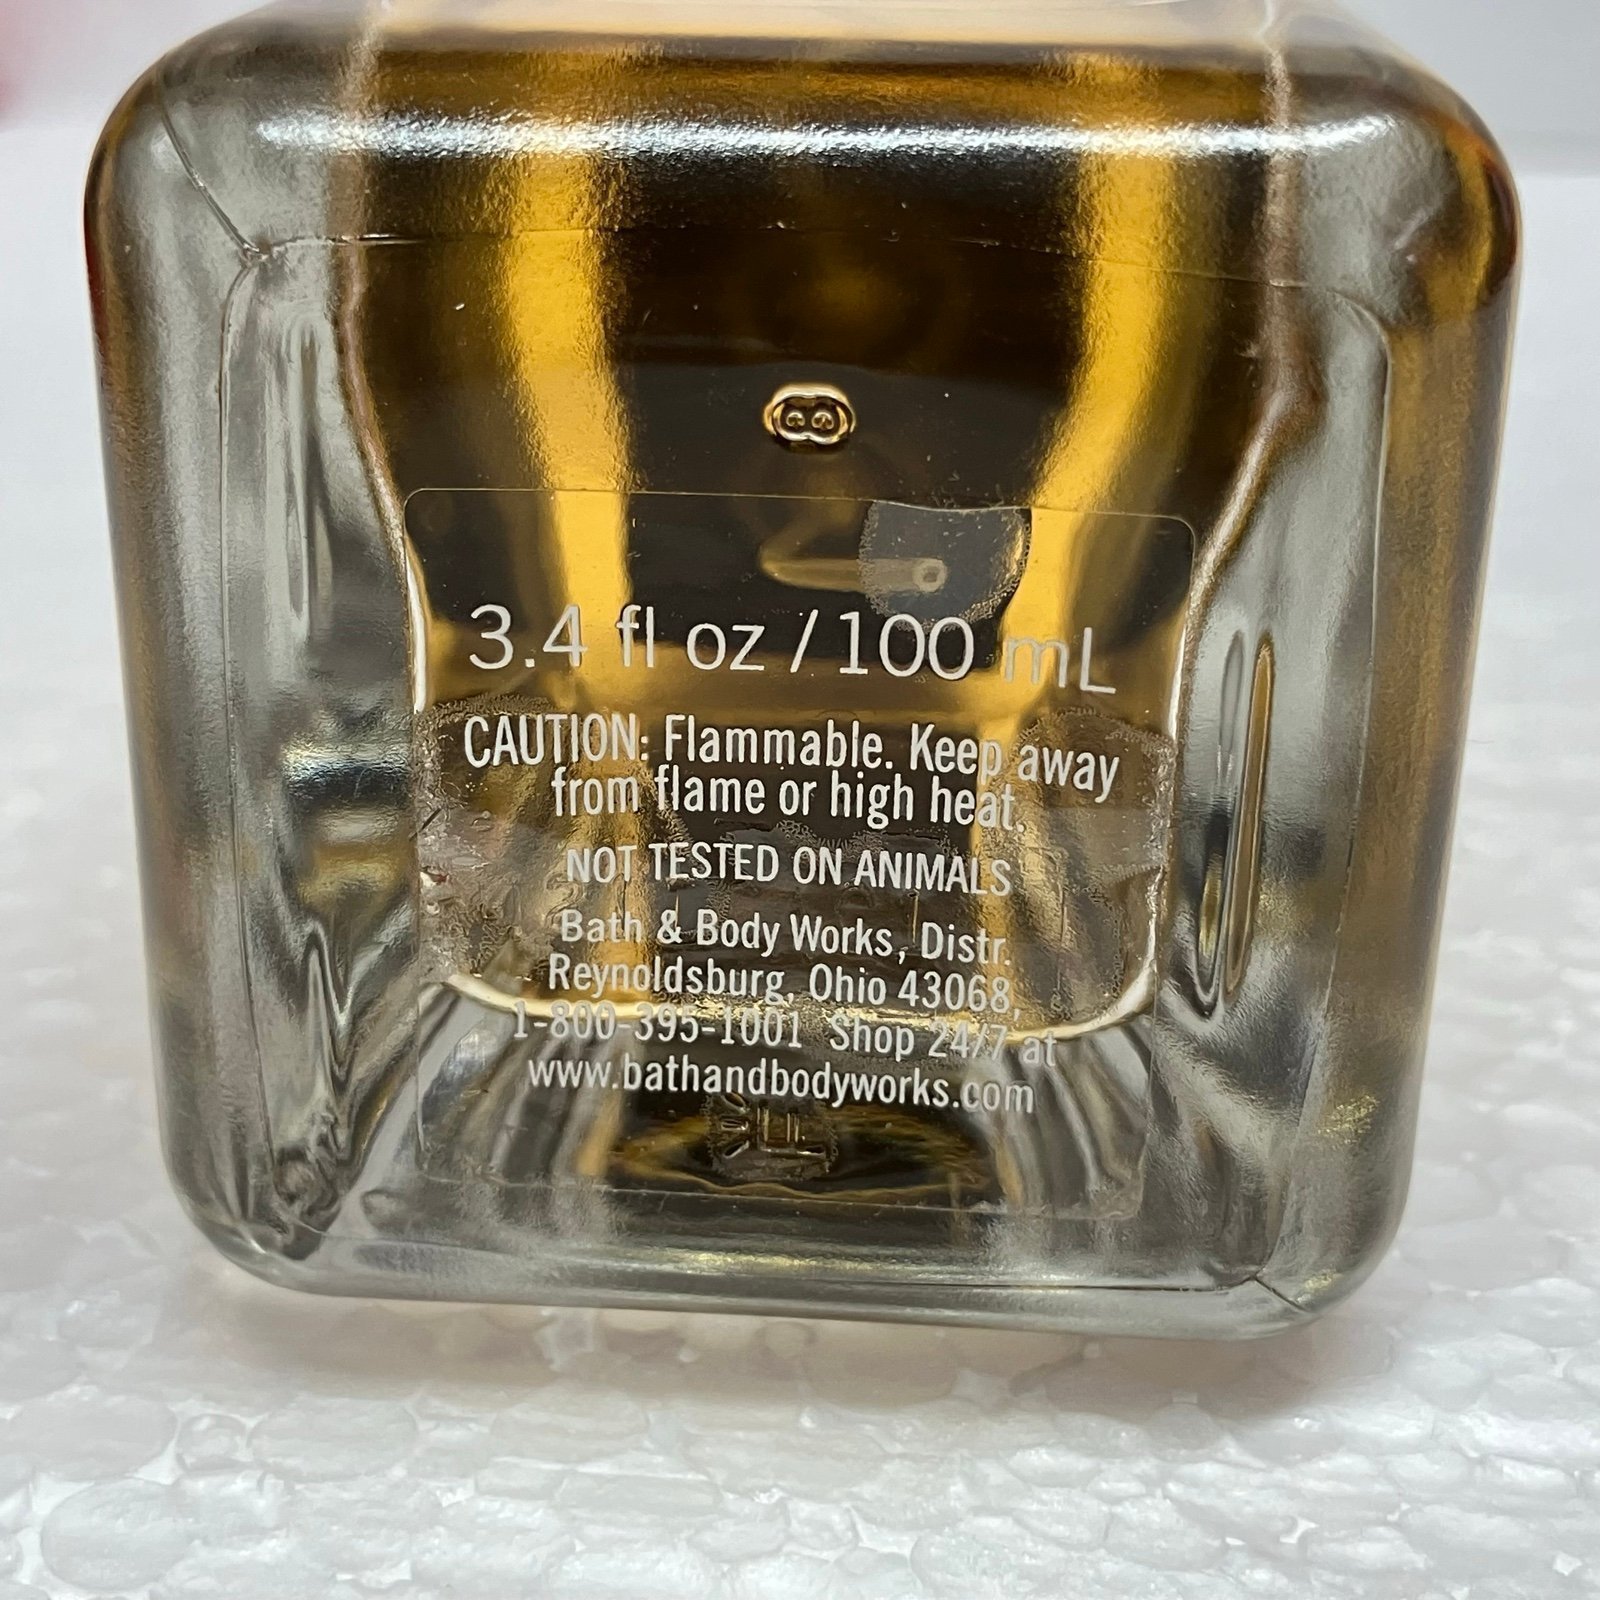 3.4 fl oz / 100 mL
CAUTION: Flammable. Keep away
from flame or high heat.
NOT TESTED ON ANIMALS
Bath & Body Works, Distr.
Reynoldsburg, Ohio 43068,
1-800-395-1001 Shop 24/7 at
www.bathandbodyworks.com